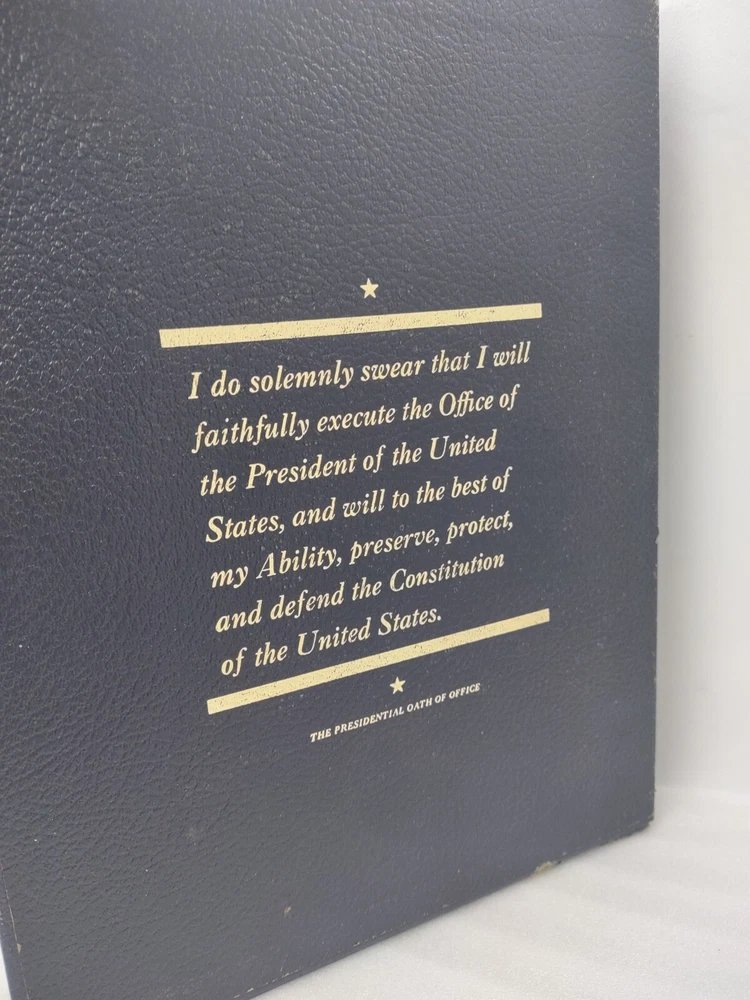 I do solemnly swear that I will
faithfully execute the Office of
the President of the United
States, and will to the best of
my Ability, preserve, protect,
and defend the Constitution
of the United States.
THE PRESIDENTIAL OATH OF OFFICE